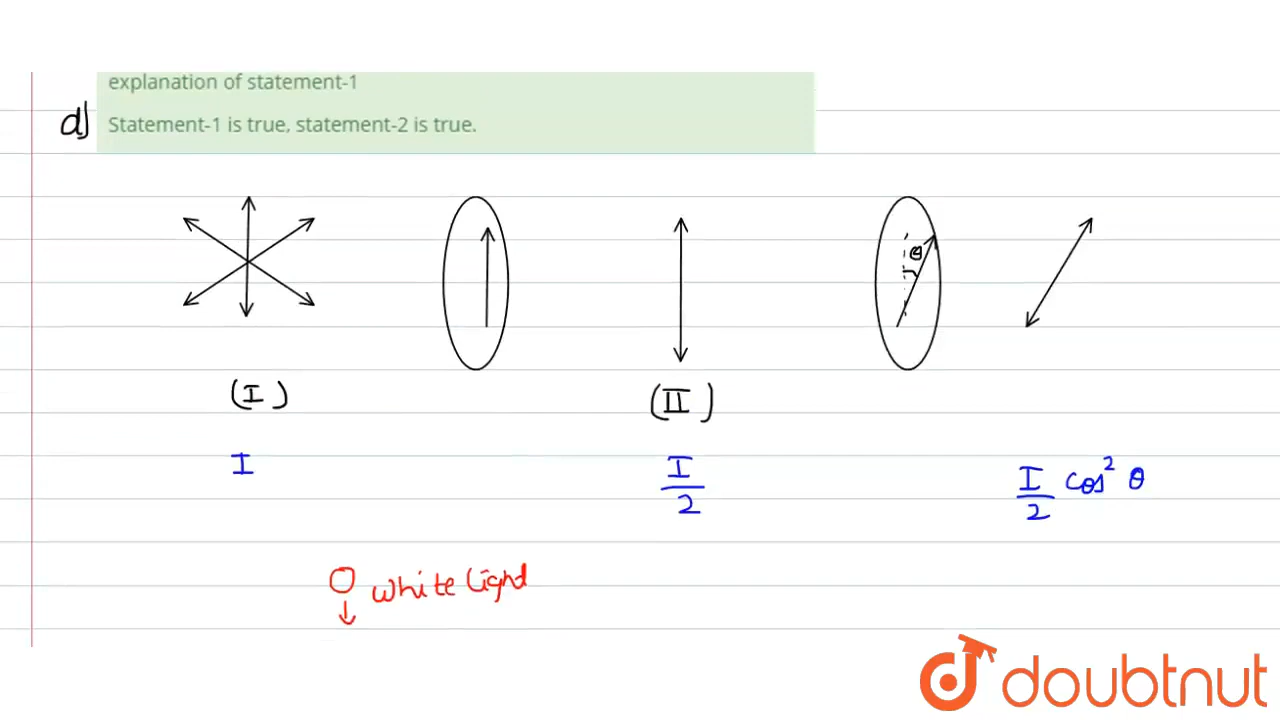 explanation of statement-1
d) Statement-1 is true, statement-2 is true.
θ
(I)
(II)
I
I/2
I/2 cos² θ
white light
doubtnut